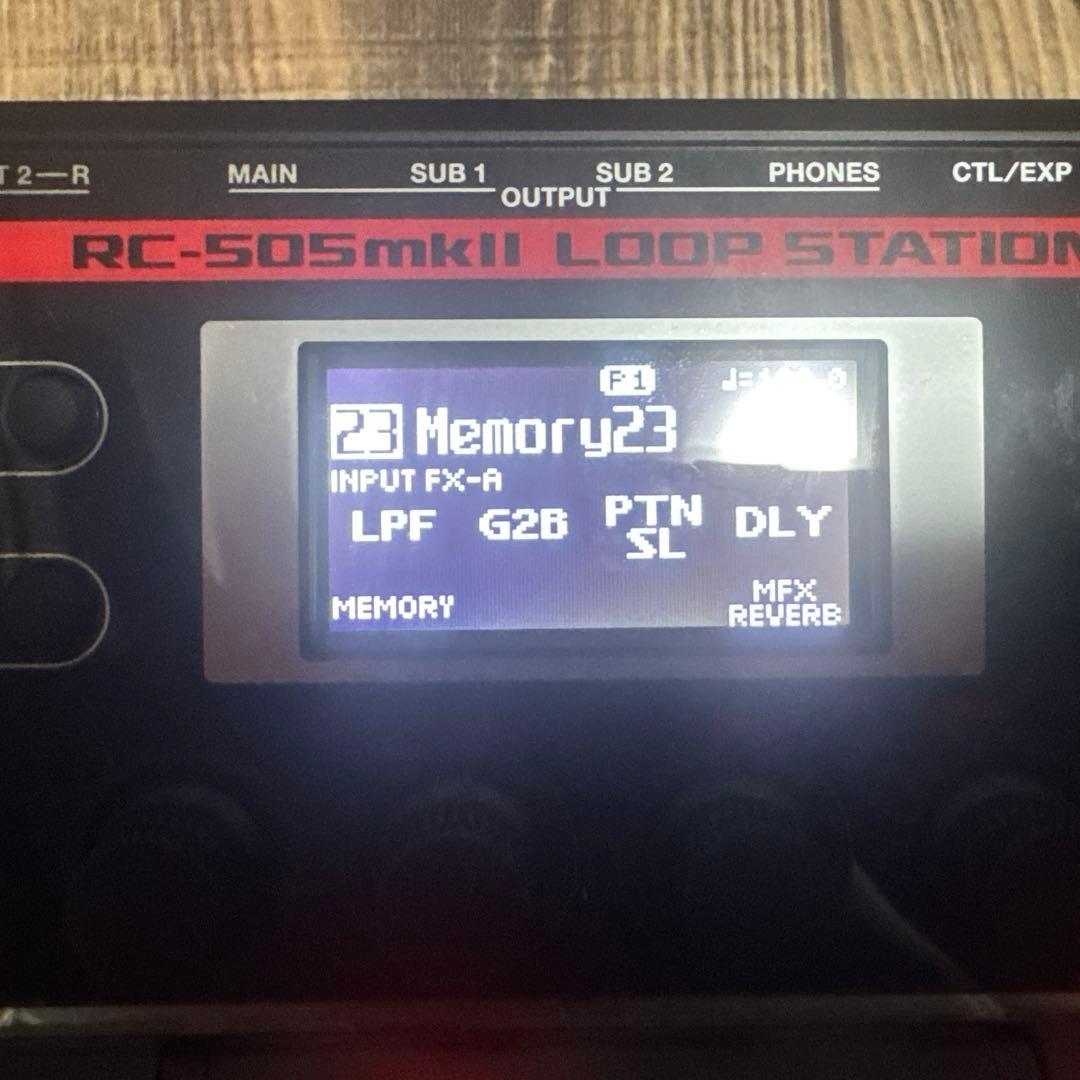 2—R
MAIN
SUB 1
SUB 2
PHONES
CTL/EXP
OUTPUT
RC-505mkII LOOP STATION
P1
23 Memory23
INPUT FX-A
LPF G2B PTN SL DLY
MEMORY
MFX
REVERB